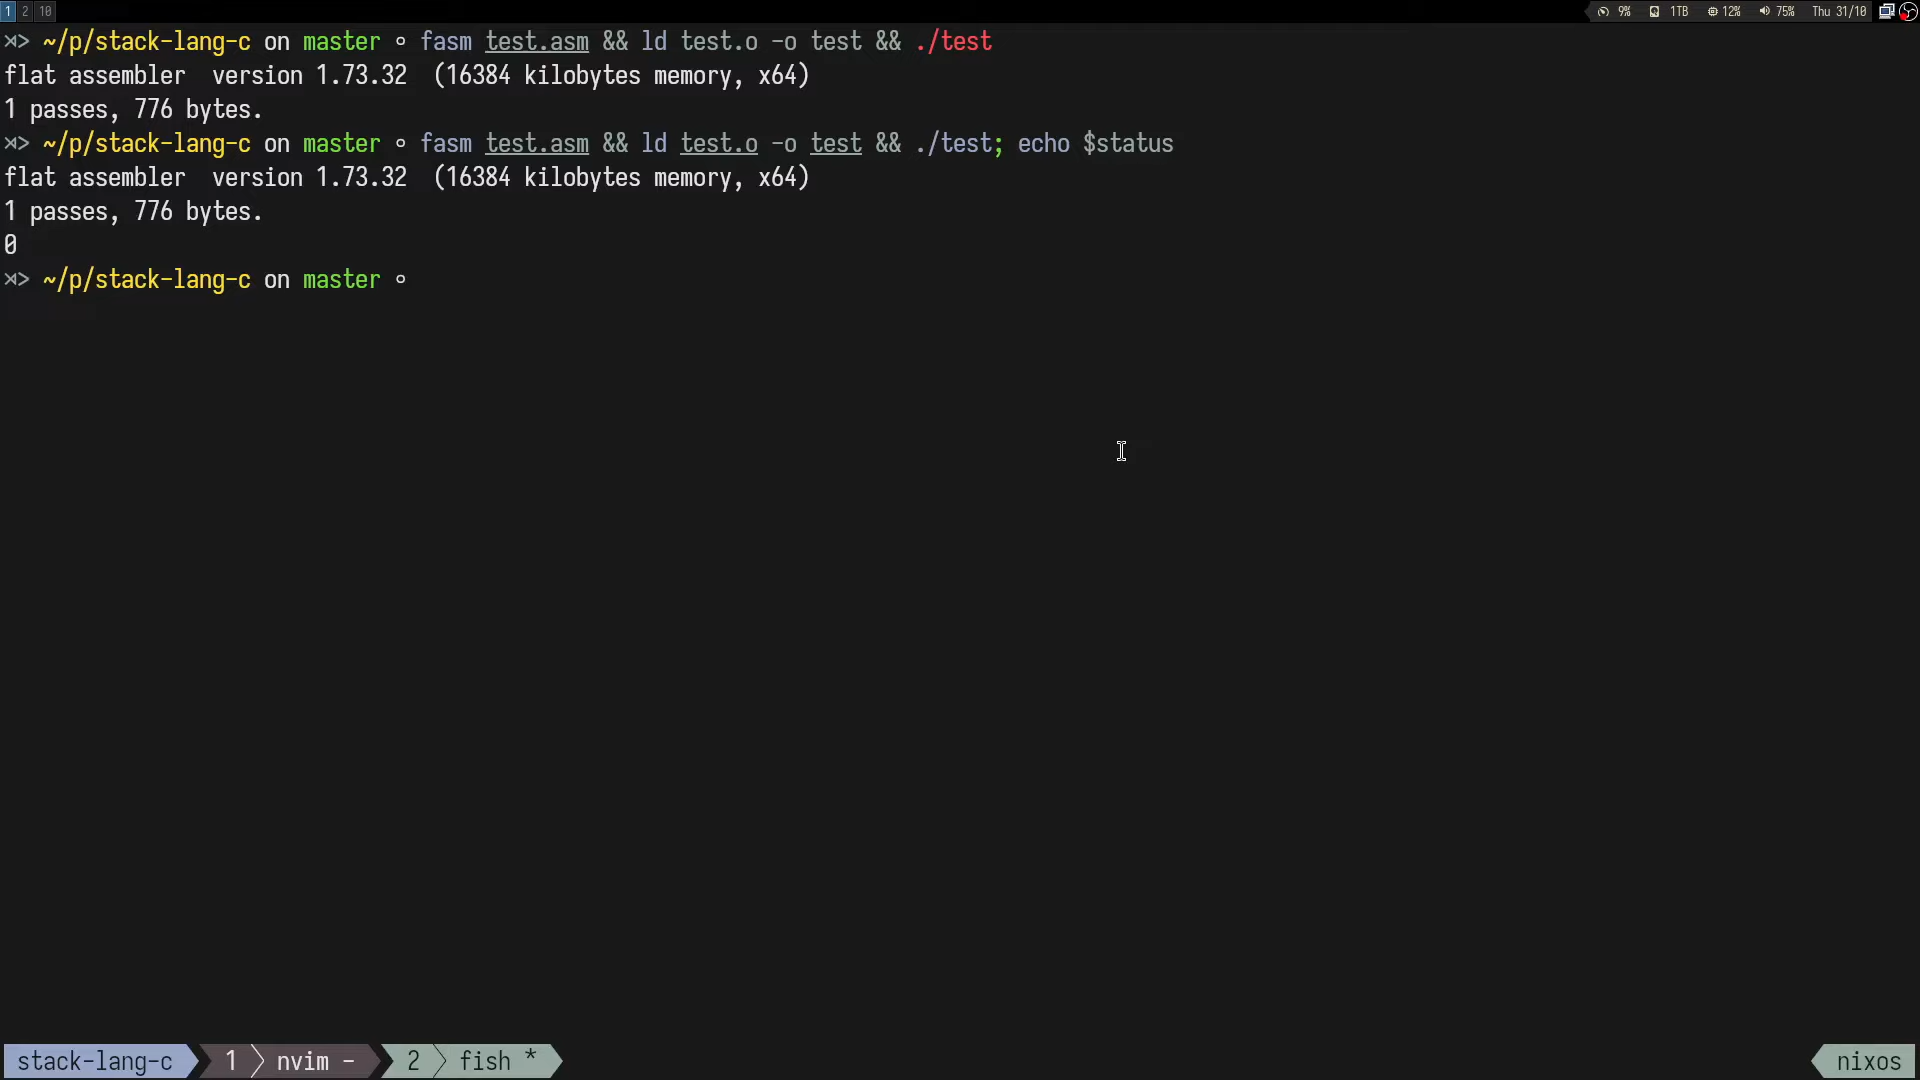 1 2 10 9% 1TB 12% 75% Thu 31/10
⋊> ~/p/stack-lang-c on master ◦ fasm test.asm && ld test.o -o test && ./test
flat assembler  version 1.73.32  (16384 kilobytes memory, x64)
1 passes, 776 bytes.
⋊> ~/p/stack-lang-c on master ◦ fasm test.asm && ld test.o -o test && ./test; echo $status
flat assembler  version 1.73.32  (16384 kilobytes memory, x64)
1 passes, 776 bytes.
0
⋊> ~/p/stack-lang-c on master ◦
stack-lang-c 1 nvim - 2 fish * nixos